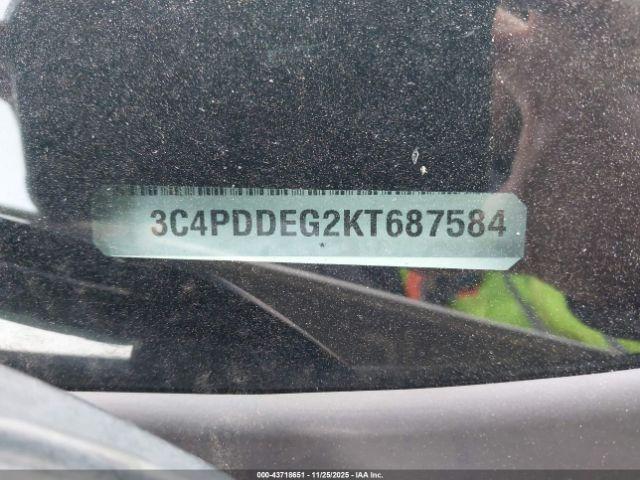 3C4PDDEG2KT687584
*
000-43718651 - 11/25/2025 - IAA Inc.